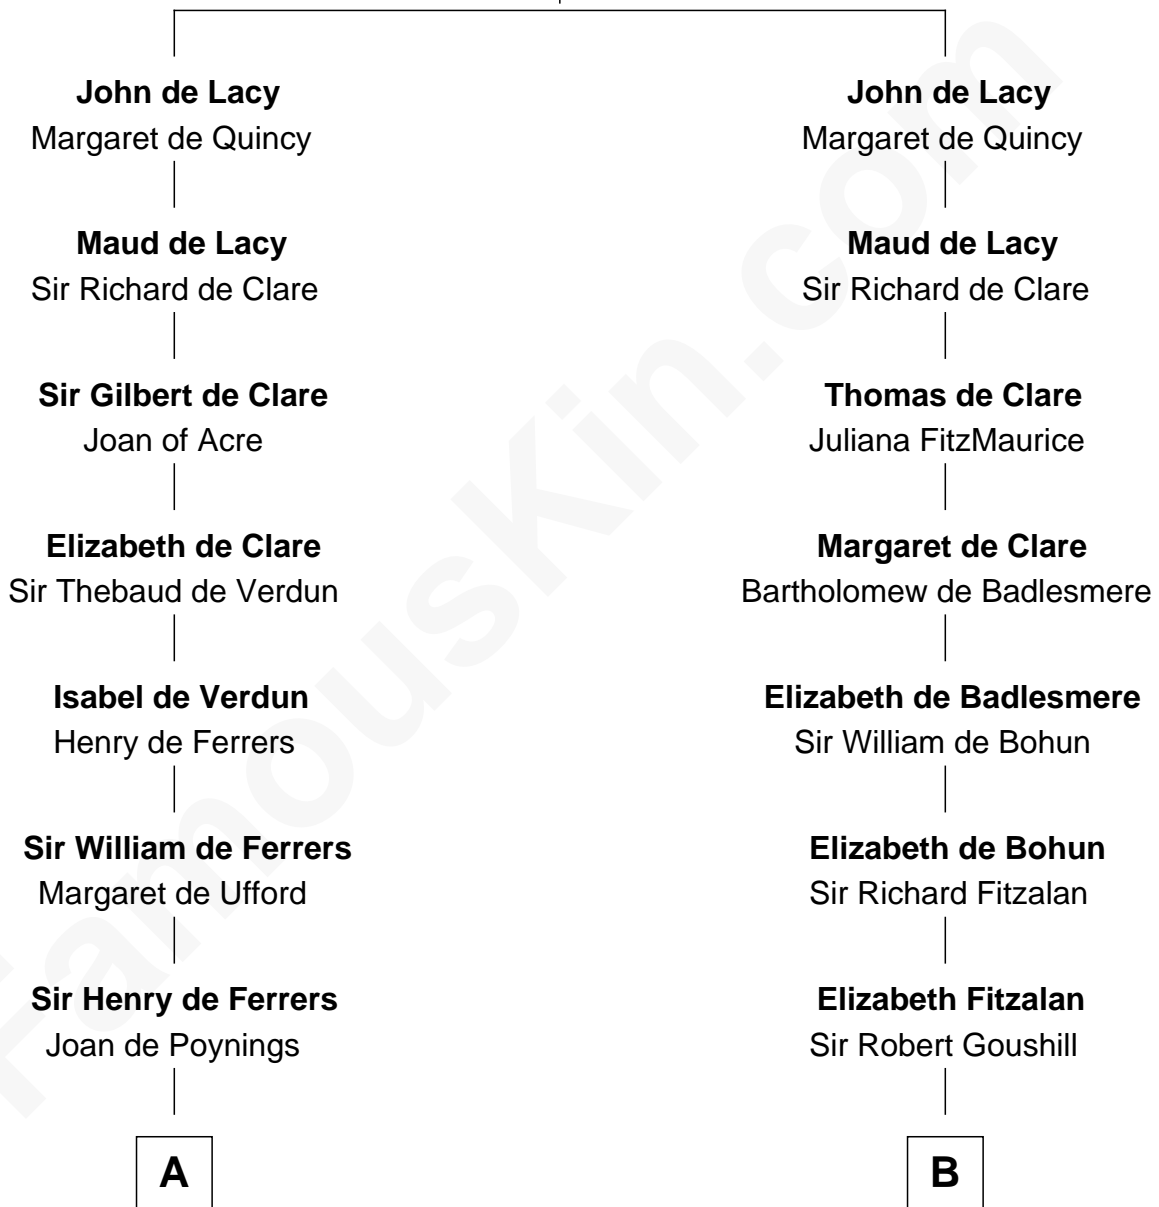 John de Lacy
Margaret de Quincy
Maud de Lacy
Sir Richard de Clare
Sir Gilbert de Clare
Joan of Acre
Elizabeth de Clare
Sir Thebaud de Verdun
Isabel de Verdun
Henry de Ferrers
Sir William de Ferrers
Margaret de Ufford
Sir Henry de Ferrers
Joan de Poynings
A
John de Lacy
Margaret de Quincy
Maud de Lacy
Sir Richard de Clare
Thomas de Clare
Juliana FitzMaurice
Margaret de Clare
Bartholomew de Badlesmere
Elizabeth de Badlesmere
Sir William de Bohun
Elizabeth de Bohun
Sir Richard Fitzalan
Elizabeth Fitzalan
Sir Robert Goushill
B
FamousKin.com